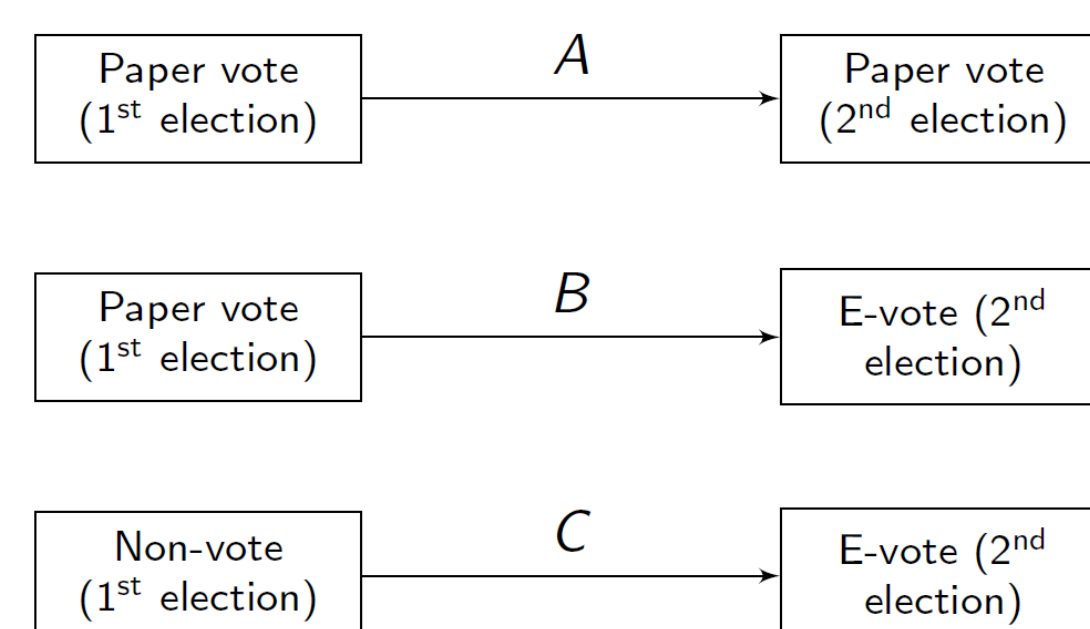 Paper vote
(1st election)
A
Paper vote
(2nd election)
Paper vote
(1st election)
B
E-vote (2nd
election)
Non-vote
(1st election)
C
E-vote (2nd
election)